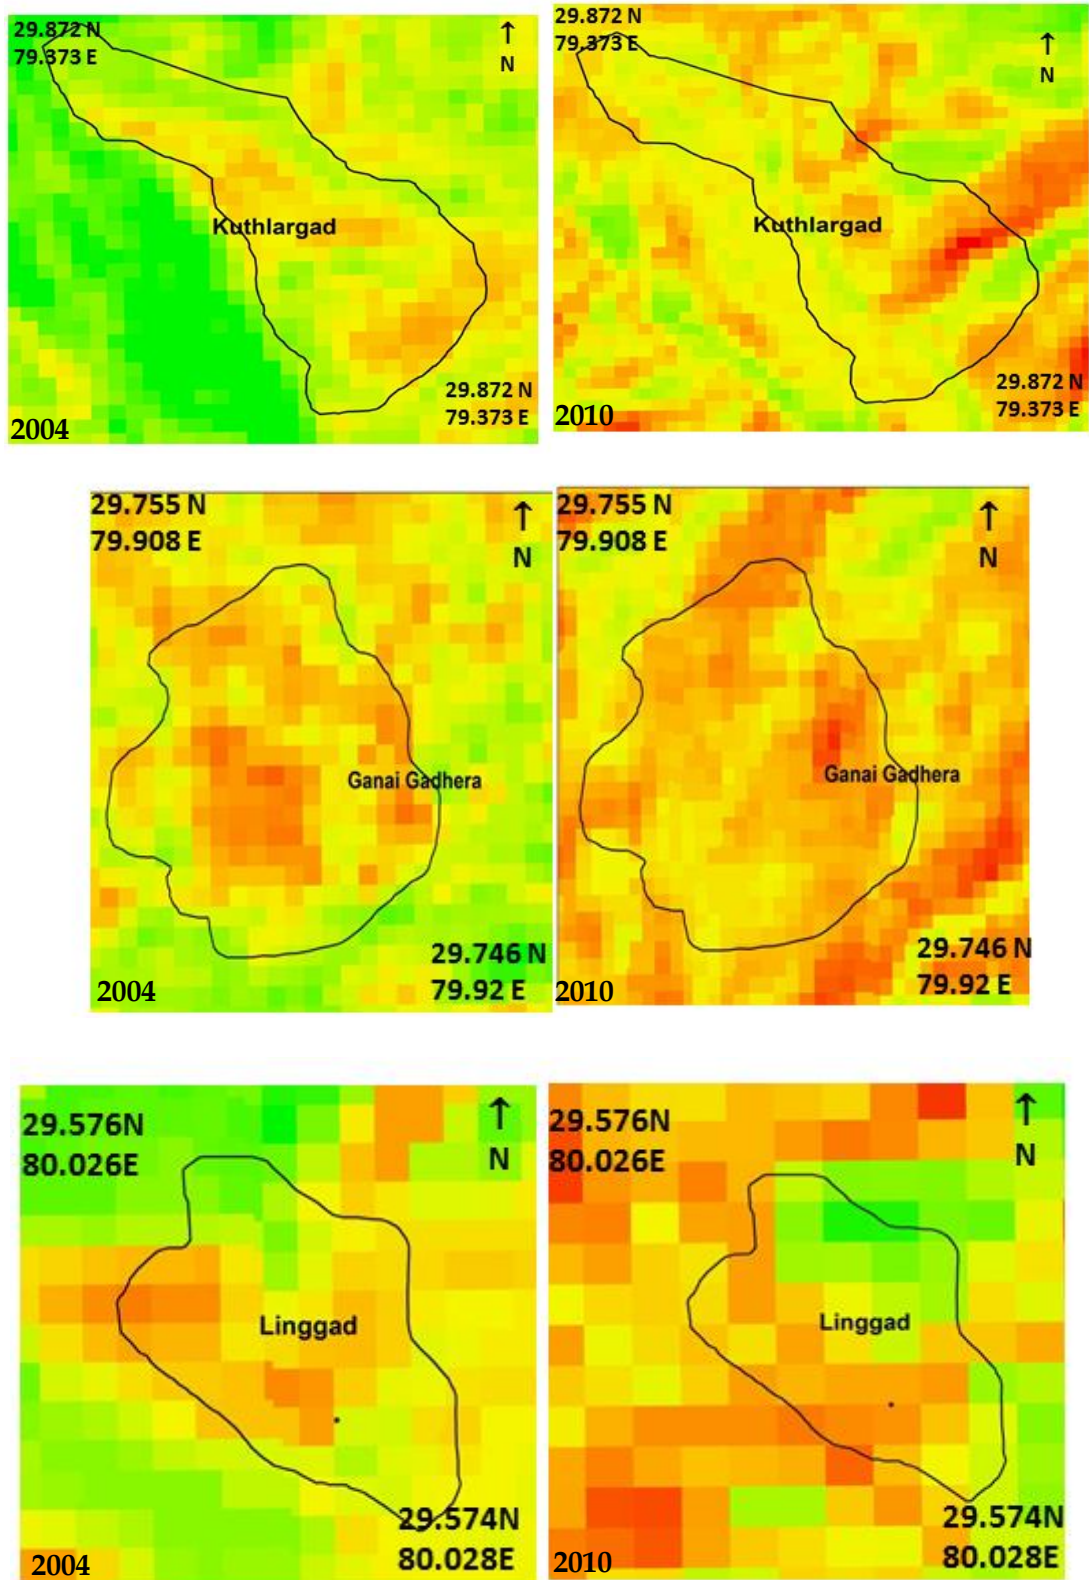 29.872 N
79.373 E
↑
N
Kuthlargad
29.872 N
79.373 E
2004
29.872 N
79.373 E
↑
N
Kuthlargad
29.872 N
79.373 E
2010
29.755 N
79.908 E
↑
N
Ganai Gadhera
29.746 N
79.92 E
2004
29.755 N
79.908 E
↑
N
Ganai Gadhera
29.746 N
79.92 E
2010
29.576N
80.026E
↑
N
Linggad
29.574N
80.028E
2004
29.576N
80.026E
↑
N
Linggad
29.574N
80.028E
2010